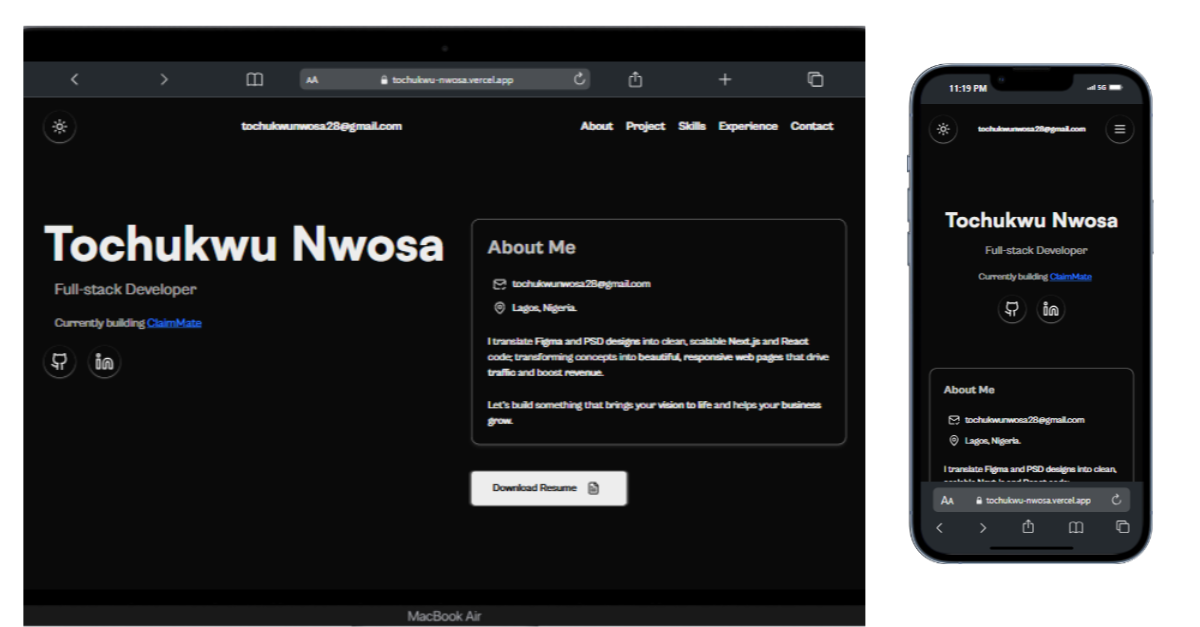 AA tochukwu-nwosa.vercel.app
tochukwunwosa28@gmail.com About Project Skills Experience Contact
Tochukwu Nwosa
Full-stack Developer
Currently building ClaimMate
in
About Me
tochukwunwosa28@gmail.com
Lagos, Nigeria.
I translate Figma and PSD designs into clean, scalable Next.js and React
code; transforming concepts into beautiful, responsive web pages that drive
traffic and boost revenue.
Let's build something that brings your vision to life and helps your business
grow.
Download Resume
MacBook Air
11:19 PM 5G
tochukwunwosa28@gmail.com
Tochukwu Nwosa
Full-stack Developer
Currently building ClaimMate
in
About Me
tochukwunwosa28@gmail.com
Lagos, Nigeria.
I translate Figma and PSD designs into clean,
AA tochukwu-nwosa.vercel.app